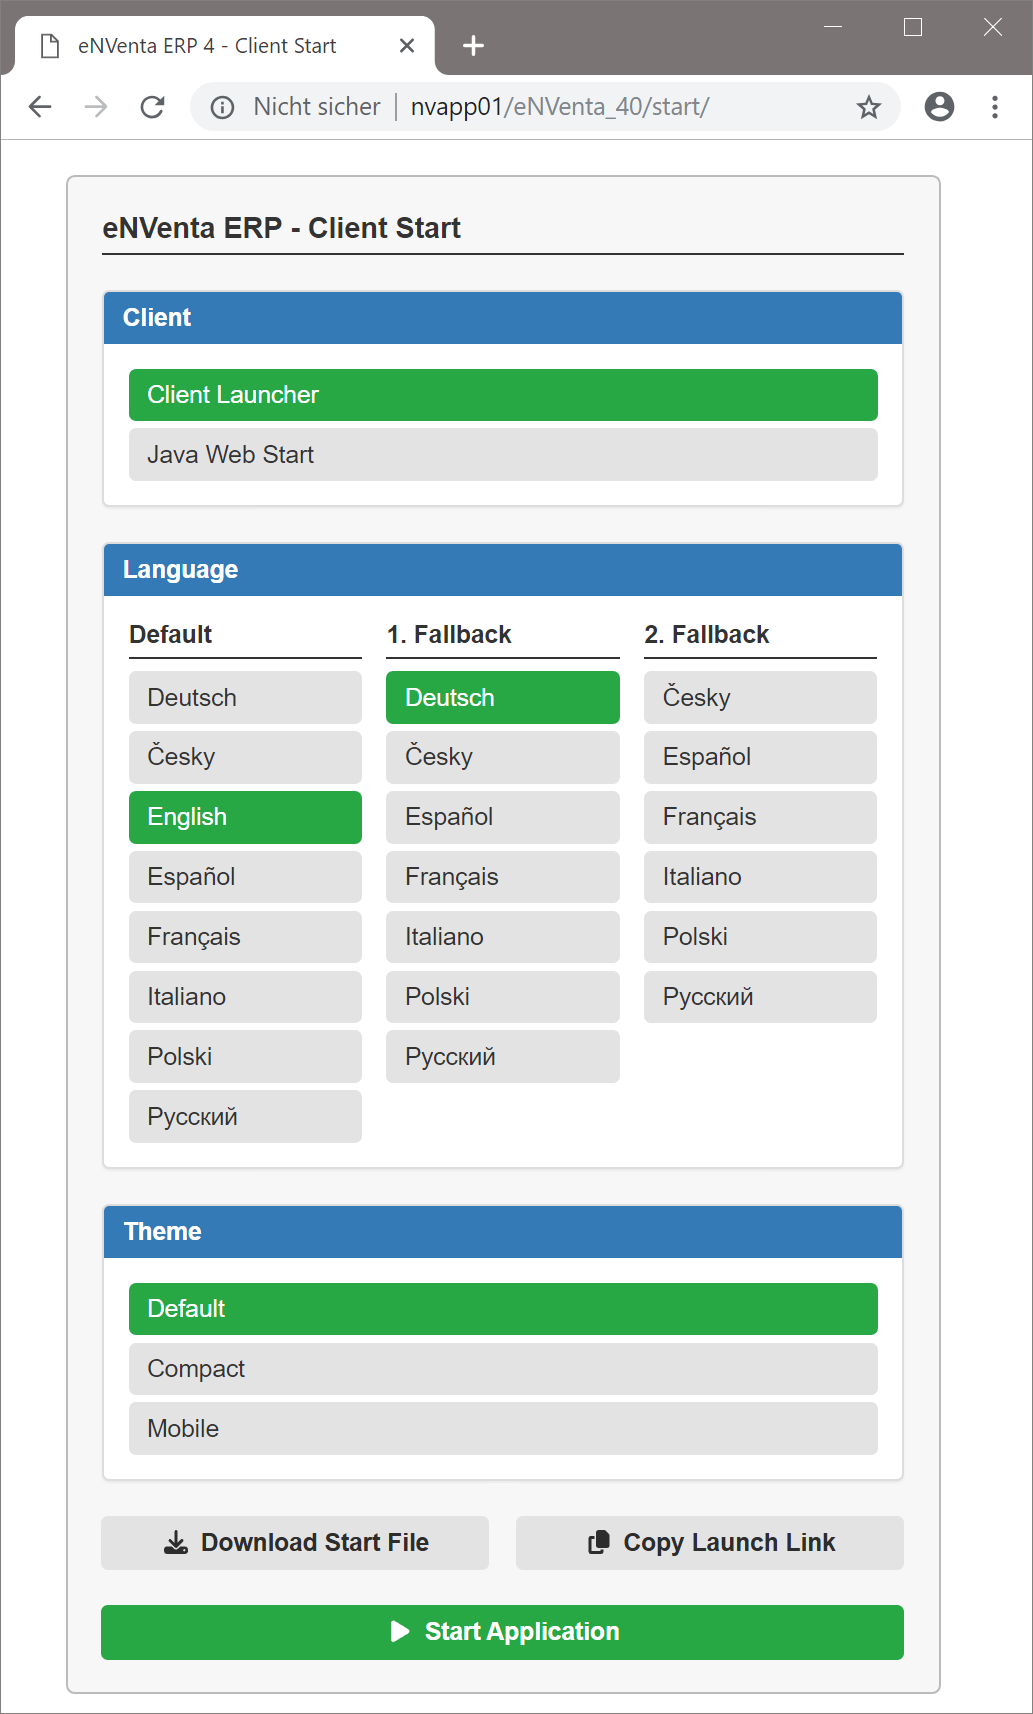 eNVenta ERP 4 - Client Start
Nicht sicher | nvapp01/eNVenta_40/start/
eNVenta ERP - Client Start
Client
Client Launcher
Java Web Start
Language
Default
Deutsch
Česky
English
Español
Français
Italiano
Polski
Русский
1. Fallback
Deutsch
Česky
Español
Français
Italiano
Polski
Русский
2. Fallback
Česky
Español
Français
Italiano
Polski
Русский
Theme
Default
Compact
Mobile
Download Start File
Copy Launch Link
Start Application